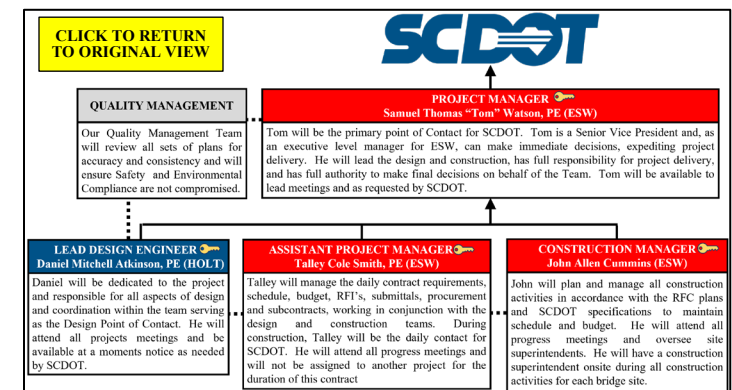 CLICK TO RETURN
TO ORIGINAL VIEW
SCDOT
QUALITY MANAGEMENT
Our Quality Management Team
will review all sets of plans for
accuracy and consistency and will
ensure Safety and Environmental
Compliance are not compromised.
PROJECT MANAGER
Samuel Thomas “Tom” Watson, PE (ESW)
Tom will be the primary point of Contact for SCDOT. Tom is a Senior Vice President and, as
an executive level manager for ESW, can make immediate decisions, expediting project
delivery. He will lead the design and construction, has full responsibility for project delivery,
and has full authority to make final decisions on behalf of the Team. Tom will be available to
lead meetings and as requested by SCDOT.
LEAD DESIGN ENGINEER
Daniel Mitchell Atkinson, PE (HOLT)
Daniel will be dedicated to the project
and responsible for all aspects of design
and coordination within the team serving
as the Design Point of Contact. He will
attend all projects meetings and be
available at a moments notice as needed
by SCDOT.
ASSISTANT PROJECT MANAGER
Talley Cole Smith, PE (ESW)
Talley will manage the daily contract requirements,
schedule, budget, RFI’s, submittals, procurement
and subcontracts, working in conjunction with the
design and construction teams. During
construction, Talley will be the daily contact for
SCDOT. He will attend all progress meetings and
will not be assigned to another project for the
duration of this contract
CONSTRUCTION MANAGER
John Allen Cummins (ESW)
John will plan and manage all construction
activities in accordance with the RFC plans
and SCDOT specifications to maintain
schedule and budget. He will attend all
progress meetings and oversee site
superintendents. He will have a construction
superintendent onsite during all construction
activities for each bridge site.